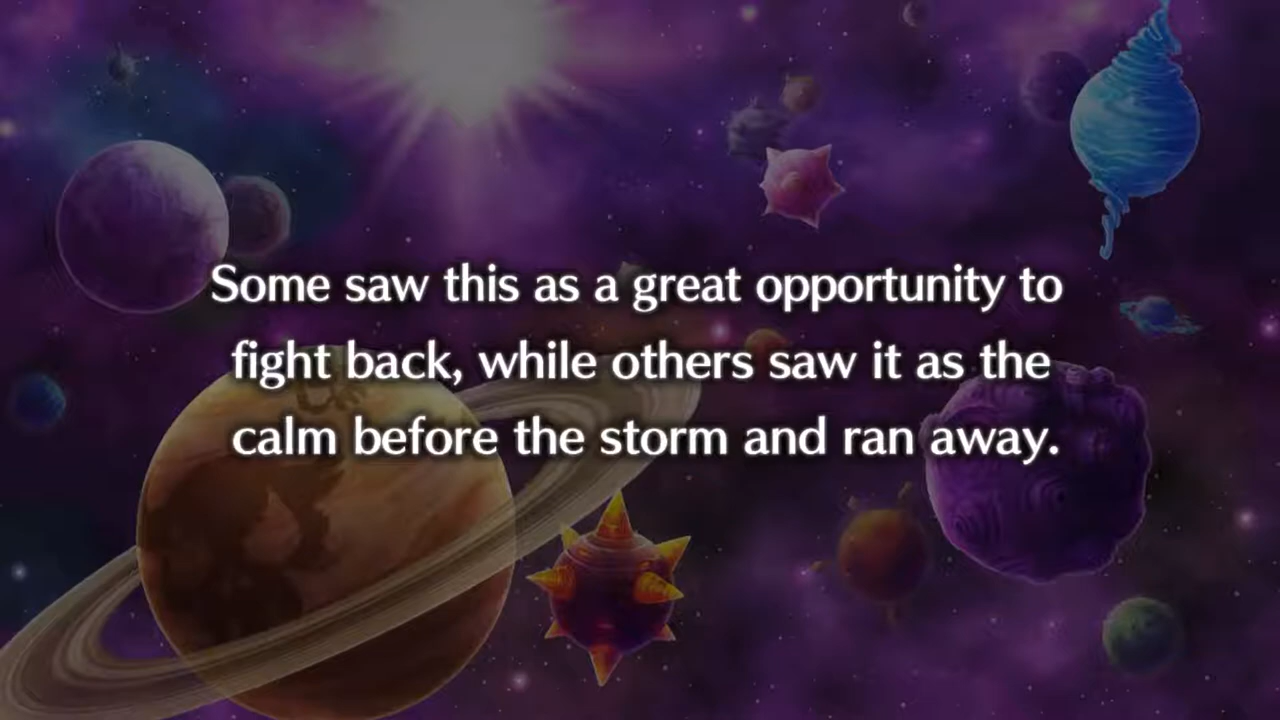 Some saw this as a great opportunity to
fight back, while others saw it as the
calm before the storm and ran away.